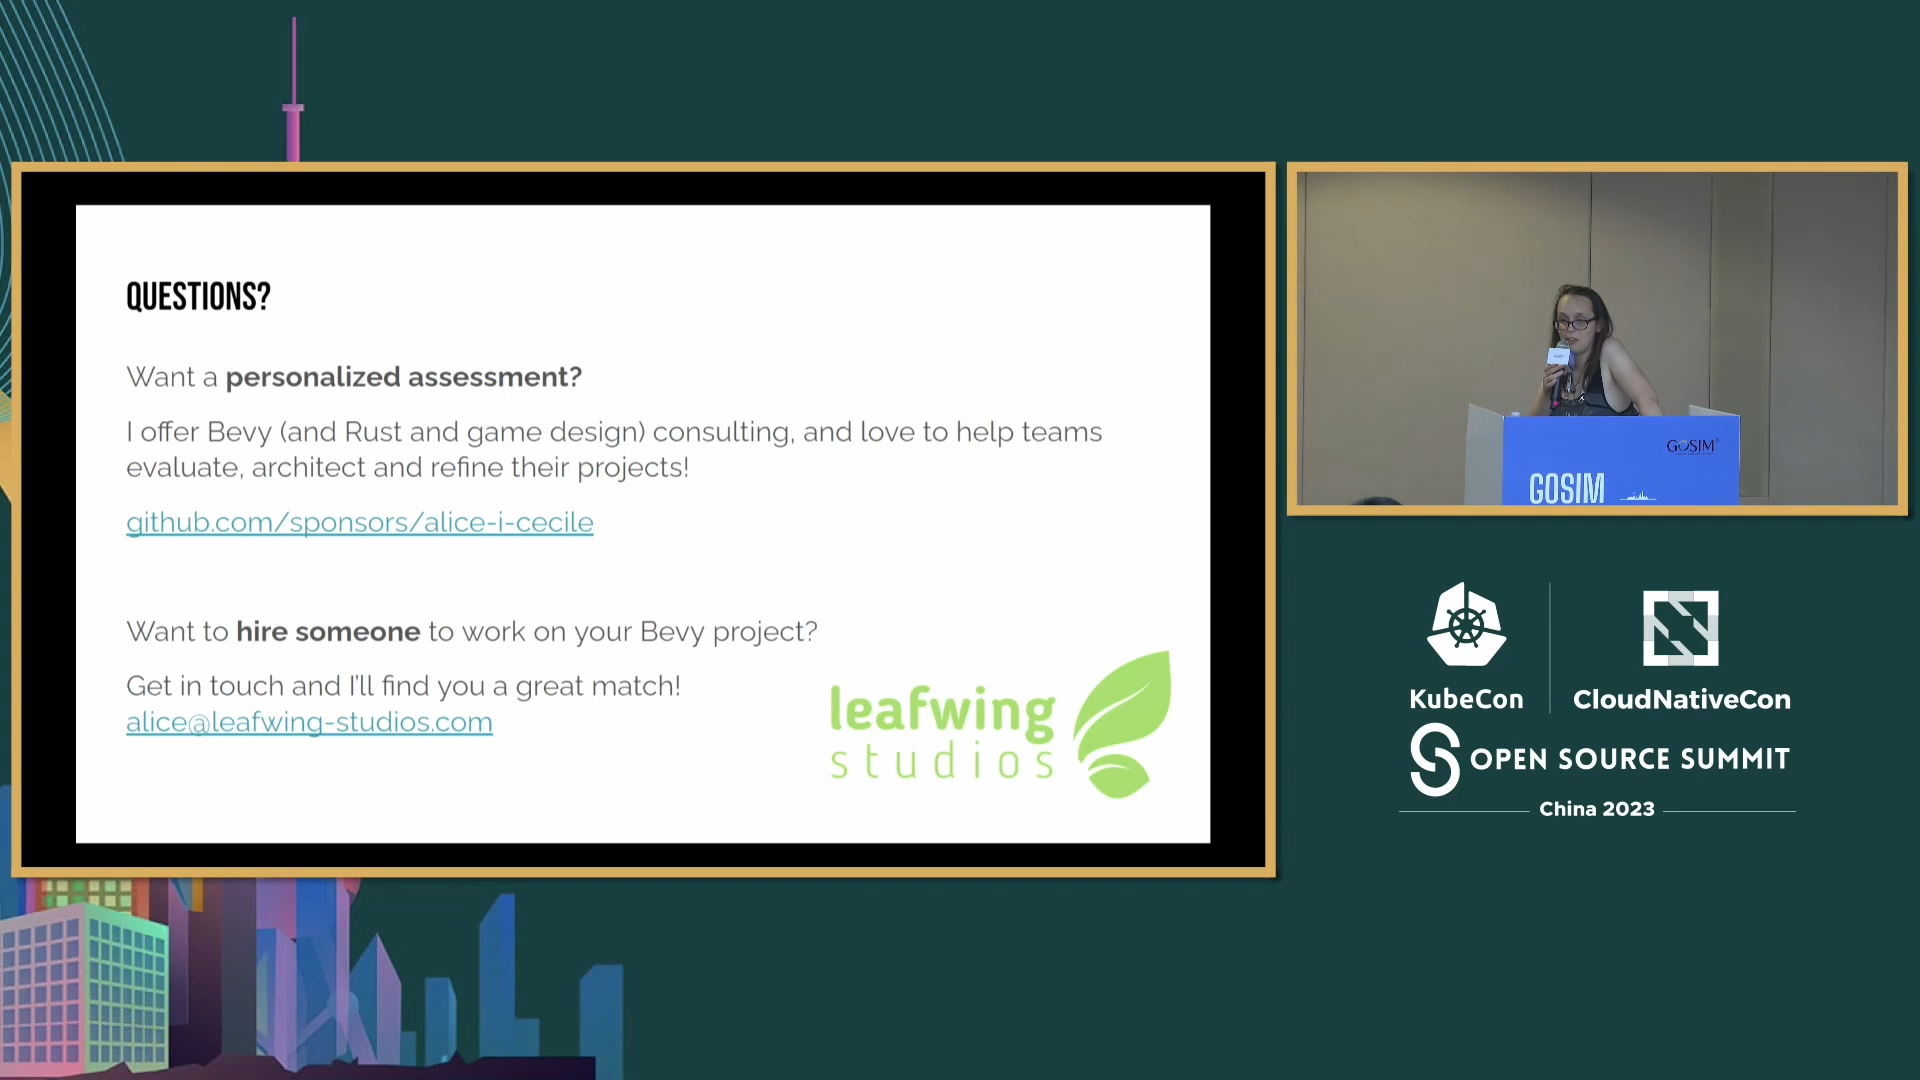 QUESTIONS?
Want a personalized assessment?
I offer Bevy (and Rust and game design) consulting, and love to help teams
evaluate, architect and refine their projects!
github.com/sponsors/alice-i-cecile
Want to hire someone to work on your Bevy project?
Get in touch and I'll find you a great match!
alice@leafwing-studios.com
leafwing
studios
GOSIM
GOSIM
KubeCon
CloudNativeCon
OPEN SOURCE SUMMIT
China 2023